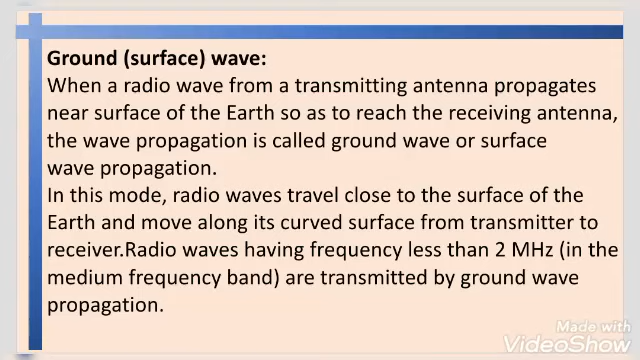 Ground (surface) wave:
When a radio wave from a transmitting antenna propagates
near surface of the Earth so as to reach the receiving antenna,
the wave propagation is called ground wave or surface
wave propagation.
In this mode, radio waves travel close to the surface of the
Earth and move along its curved surface from transmitter to
receiver.Radio waves having frequency less than 2 MHz (in the
medium frequency band) are transmitted by ground wave
propagation.
Made with
VideoShow